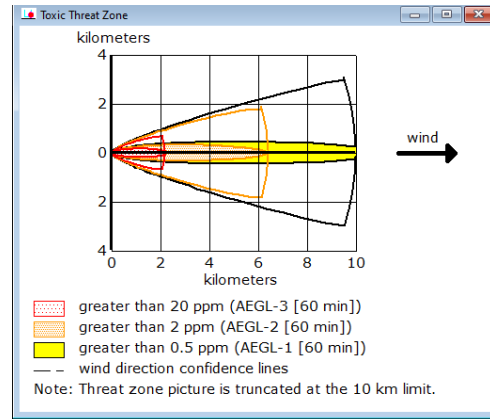 Toxic Threat Zone
kilometers
4
2
0
2
4
0 2 4 6 8 10
kilometers
wind
greater than 20 ppm (AEGL-3 [60 min])
greater than 2 ppm (AEGL-2 [60 min])
greater than 0.5 ppm (AEGL-1 [60 min])
wind direction confidence lines
Note: Threat zone picture is truncated at the 10 km limit.